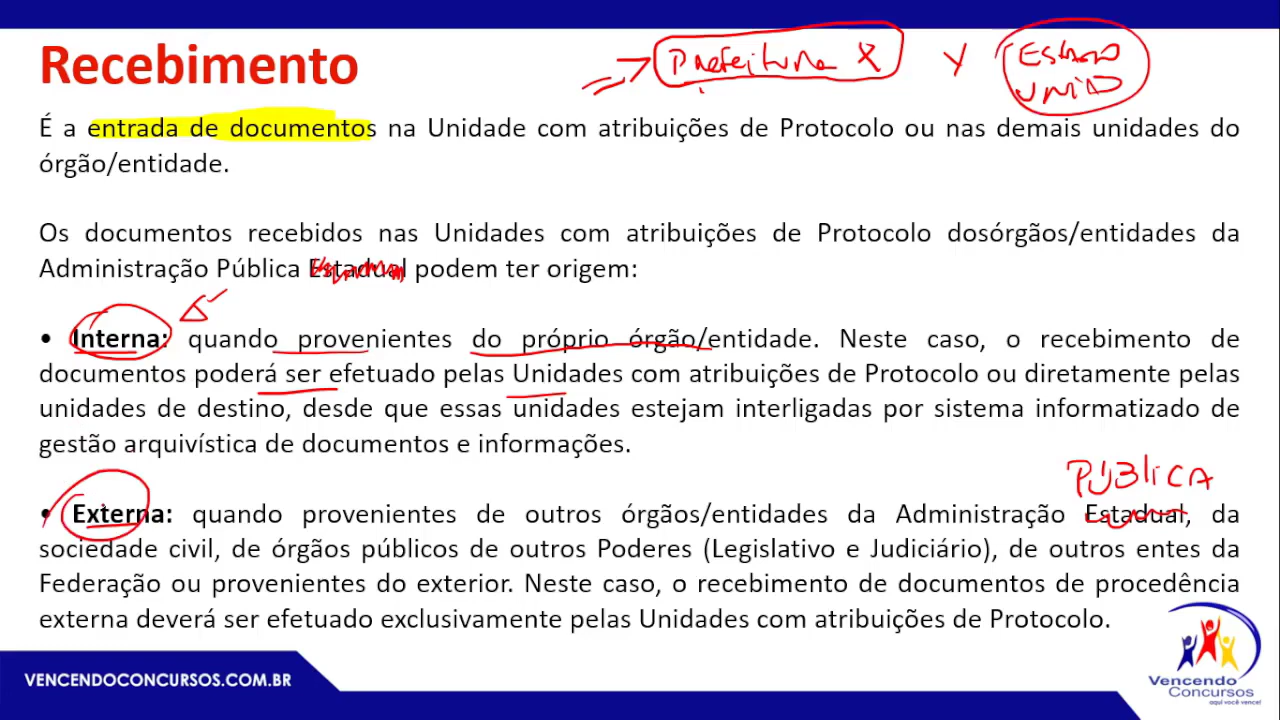 Recebimento
Prefeitura X Y Estado
União
É a entrada de documentos na Unidade com atribuições de Protocolo ou nas demais unidades do
órgão/entidade.
Os documentos recebidos nas Unidades com atribuições de Protocolo dosórgãos/entidades da
Administração Pública Estadual podem ter origem:
• Interna: quando provenientes do próprio órgão/entidade. Neste caso, o recebimento de
documentos poderá ser efetuado pelas Unidades com atribuições de Protocolo ou diretamente pelas
unidades de destino, desde que essas unidades estejam interligadas por sistema informatizado de
gestão arquivística de documentos e informações.
PÚBLICA
• Externa: quando provenientes de outros órgãos/entidades da Administração Estadual, da
sociedade civil, de órgãos públicos de outros Poderes (Legislativo e Judiciário), de outros entes da
Federação ou provenientes do exterior. Neste caso, o recebimento de documentos de procedência
externa deverá ser efetuado exclusivamente pelas Unidades com atribuições de Protocolo.
VENCENDOCONCURSOS.COM.BR
Vencendo
Concursos
aqui você vence!